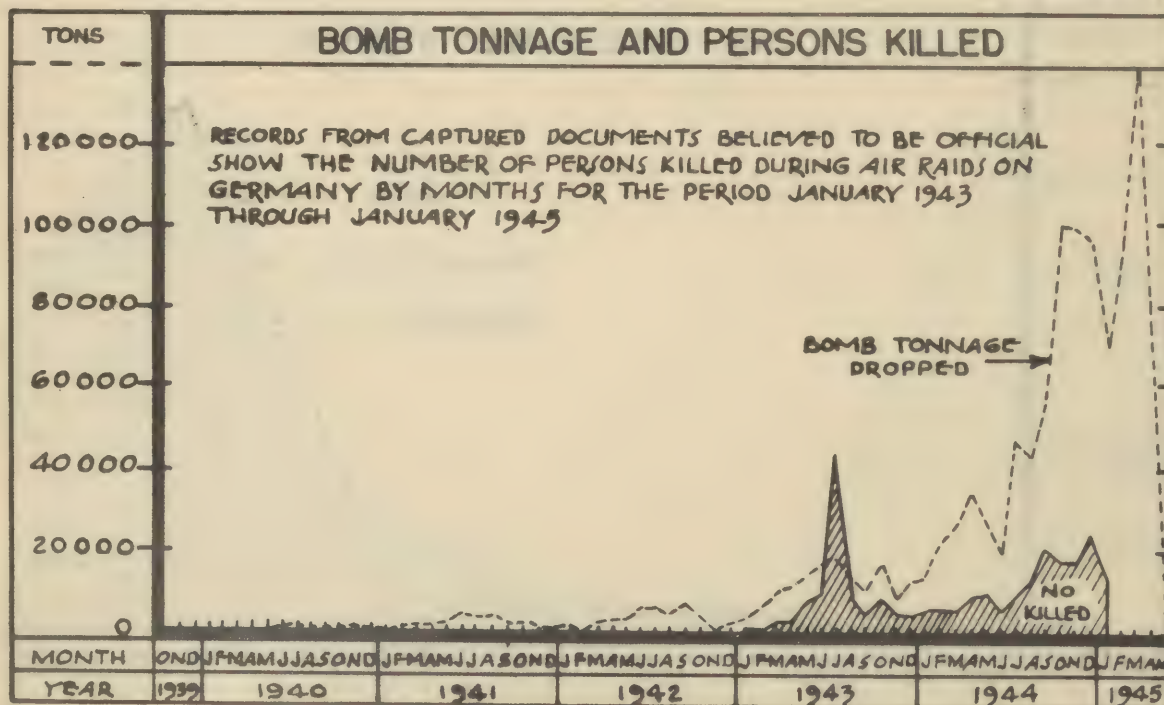 TONS
BOMB TONNAGE AND PERSONS KILLED
RECORDS FROM CAPTURED DOCUMENTS BELIEVED TO BE OFFICIAL
SHOW THE NUMBER OF PERSONS KILLED DURING AIR RAIDS ON
GERMANY BY MONTHS FOR THE PERIOD JANUARY 1943
THROUGH JANUARY 1945
120000
100000
80000
60000
40000
20000
0
BOMB TONNAGE
DROPPED
NO
KILLED
MONTH OND JFMAMJJASOND JFMAMJJASOND JFMAMJJASOND JFMAMJJASOND JFMAMJJASOND JFMAM
YEAR 1939 1940 1941 1942 1943 1944 1945